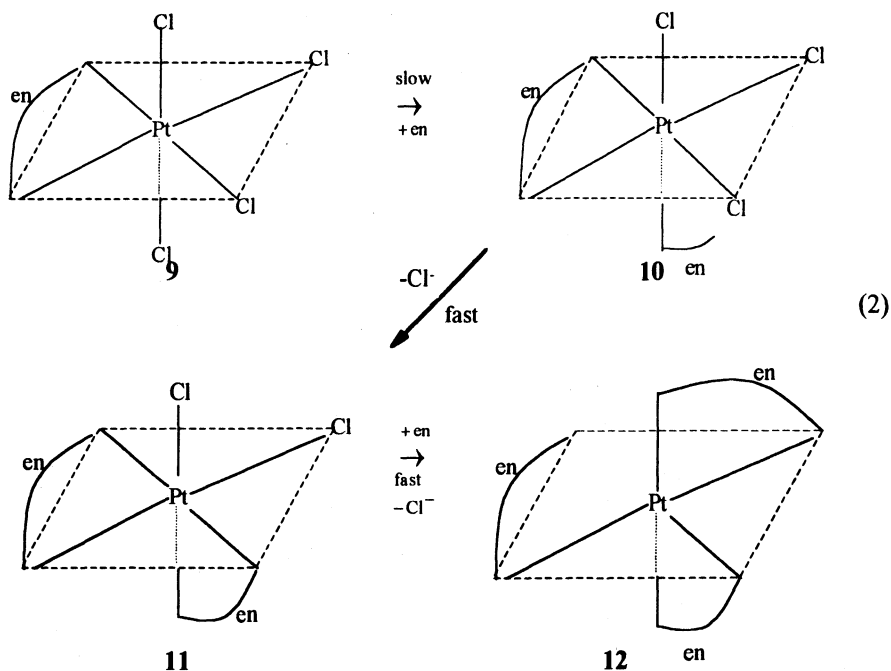 Cl
Cl
en
slow
→
+ en
Pt
Cl
Cl
9
Cl
Cl
en
Pt
Cl
en
10
-Cl-
fast
(2)
Cl
Cl
en
Pt
en
11
+ en
→
fast
−Cl−
en
en
Pt
en
12